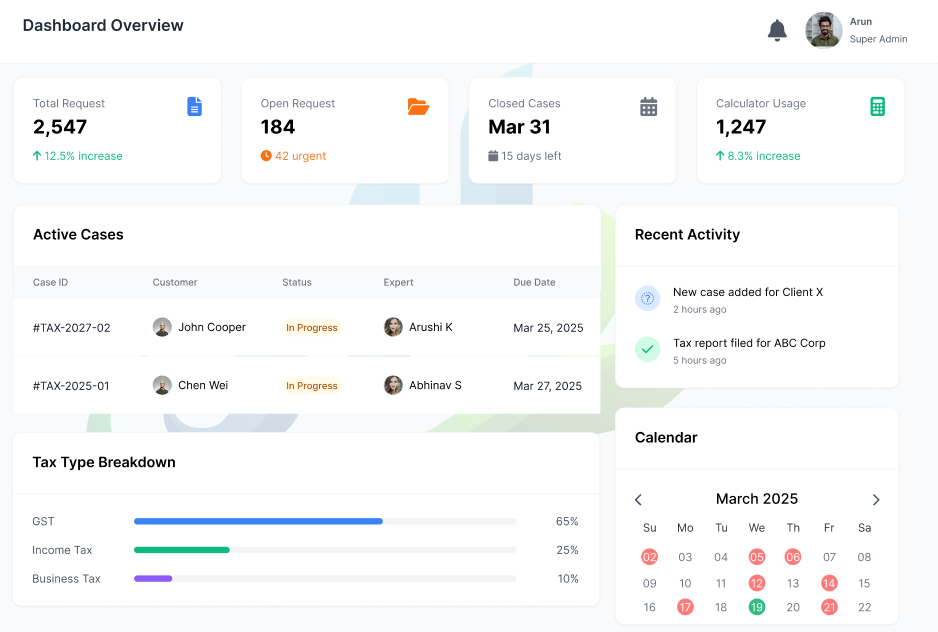 Dashboard Overview
Arun
Super Admin
Total Request
2,547
12.5% increase
Open Request
184
42 urgent
Closed Cases
Mar 31
15 days left
Calculator Usage
1,247
8.3% increase
Active Cases
Case ID Customer Status Expert Due Date
#TAX-2027-02 John Cooper In Progress Arushi K Mar 25, 2025
#TAX-2025-01 Chen Wei In Progress Abhinav S Mar 27, 2025
Tax Type Breakdown
GST 65%
Income Tax 25%
Business Tax 10%
Recent Activity
?
New case added for Client X
2 hours ago
Tax report filed for ABC Corp
5 hours ago
Calendar
March 2025
Su Mo Tu We Th Fr Sa
02 03 04 05 06 07 08
09 10 11 12 13 14 15
16 17 18 19 20 21 22